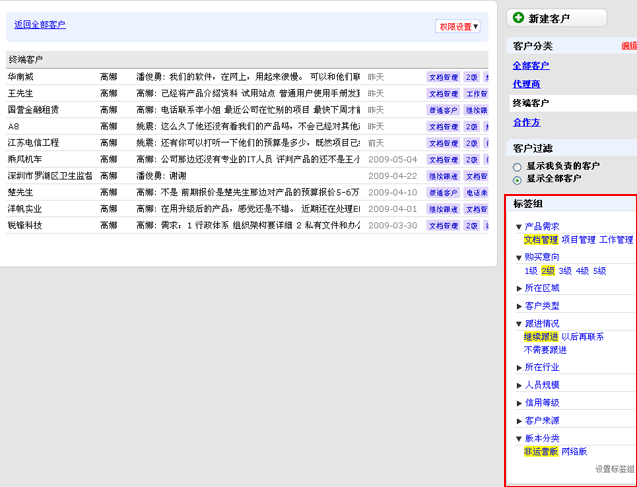 返回全部客户
权限设置▼
终端客户
华南城 高娜 潘俊勇: 我们的软件，在网上，用起来很慢。 可以和他们联 昨天 文档管理 2级
王先生 高娜 高娜: 已经将产品介绍资料 试用站点 普通用户使用手册发 昨天 文档管理 工作管
国营金融租赁 高娜 高娜: 电话联系李小姐 最近公司在忙别的项目 最快下周才 昨天 普通客户 继续跟
A8 高娜 姚震: 这么久了他还没有看我们的产品吗，不会已经对其他 昨天 文档管理 2级
江苏电信工程 高娜 姚震: 还有你可以打听一下他们的预算是多少，既然项目已 前天 文档管理 2级
乘风机车 高娜 高娜: 公司那边还没有专业的IT人员 评判产品的还不是王小 2009-05-04 文档管理 2级
深圳市罗湖区卫生监督 高娜 潘俊勇: 谢谢 2009-04-22 继续跟进 文档管
楚先生 高娜 高娜: 不是 前期报价是楚先生那边对产品的预算报价5-6万 2009-04-10 普通客户 电话未
洋帆实业 高娜 高娜: 在用升级后的产品，感觉还是不错。 近期还在处理E 2009-04-01 继续跟进 文档管
锐锋科技 高娜 高娜: 需求: 1 行政体系 组织架构要详细 2 私有文件和办公 2009-03-30 文档管理 2级
新建客户
客户分类 编辑
全部客户
代理商
终端客户
合作方
客户过滤
显示我负责的客户
显示全部客户
标签组
▼ 产品需求
文档管理 项目管理 工作管理
▼ 购买意向
1级 2级 3级 4级 5级
▶ 所在区域
▶ 客户类型
▼ 跟进情况
继续跟进 以后再联系
不需要跟进
▶ 所在行业
▶ 人员规模
▶ 信用等级
▶ 客户来源
▼ 版本分类
非运营版 网络版
设置标签组